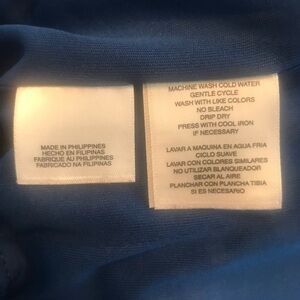 MADE IN PHILIPPINES
HECHO EN FILIPINAS
FABRIQUE AU PHILIPPINES
FABRICADO NA FILIPINAS
MACHINE WASH COLD WATER
GENTLE CYCLE
WASH WITH LIKE COLORS
NO BLEACH
DRIP DRY
PRESS WITH COOL IRON
IF NECESSARY
LAVAR A MAQUINA EN AGUA FRIA
CICLO SUAVE
LAVAR CON COLORES SIMILARES
NO UTILIZAR BLANQUEADOR
SECAR AL AIRE
PLANCHAR CON PLANCHA TIBIA
SI ES NECESARIO